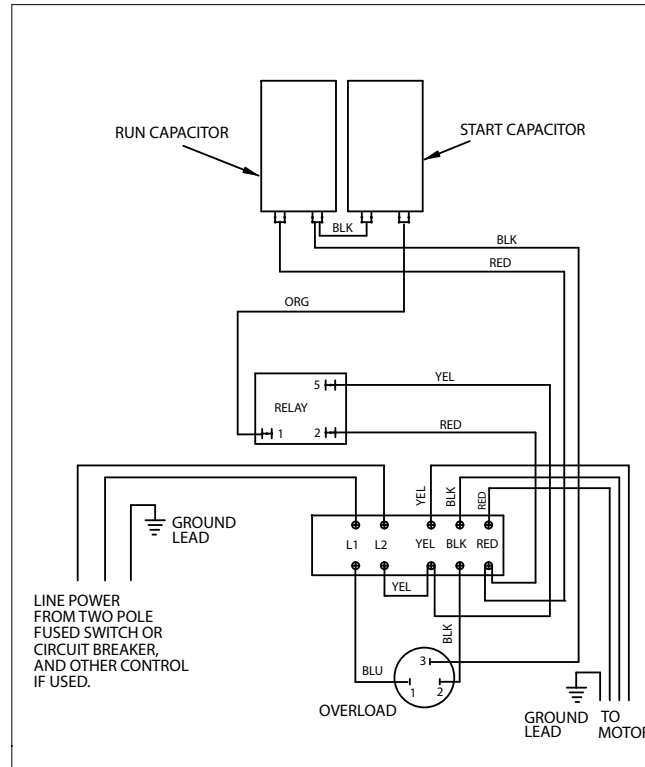 RUN CAPACITOR
START CAPACITOR
BLK
BLK
RED
ORG
5
YEL
RELAY
1
2
RED
YEL
BLK
RED
GROUND
LEAD
L1
L2
YEL
BLK
RED
YEL
LINE POWER
FROM TWO POLE
FUSED SWITCH OR
CIRCUIT BREAKER,
AND OTHER CONTROL
IF USED.
BLK
BLU
3
1
2
OVERLOAD
GROUND
LEAD
TO
MOTOR